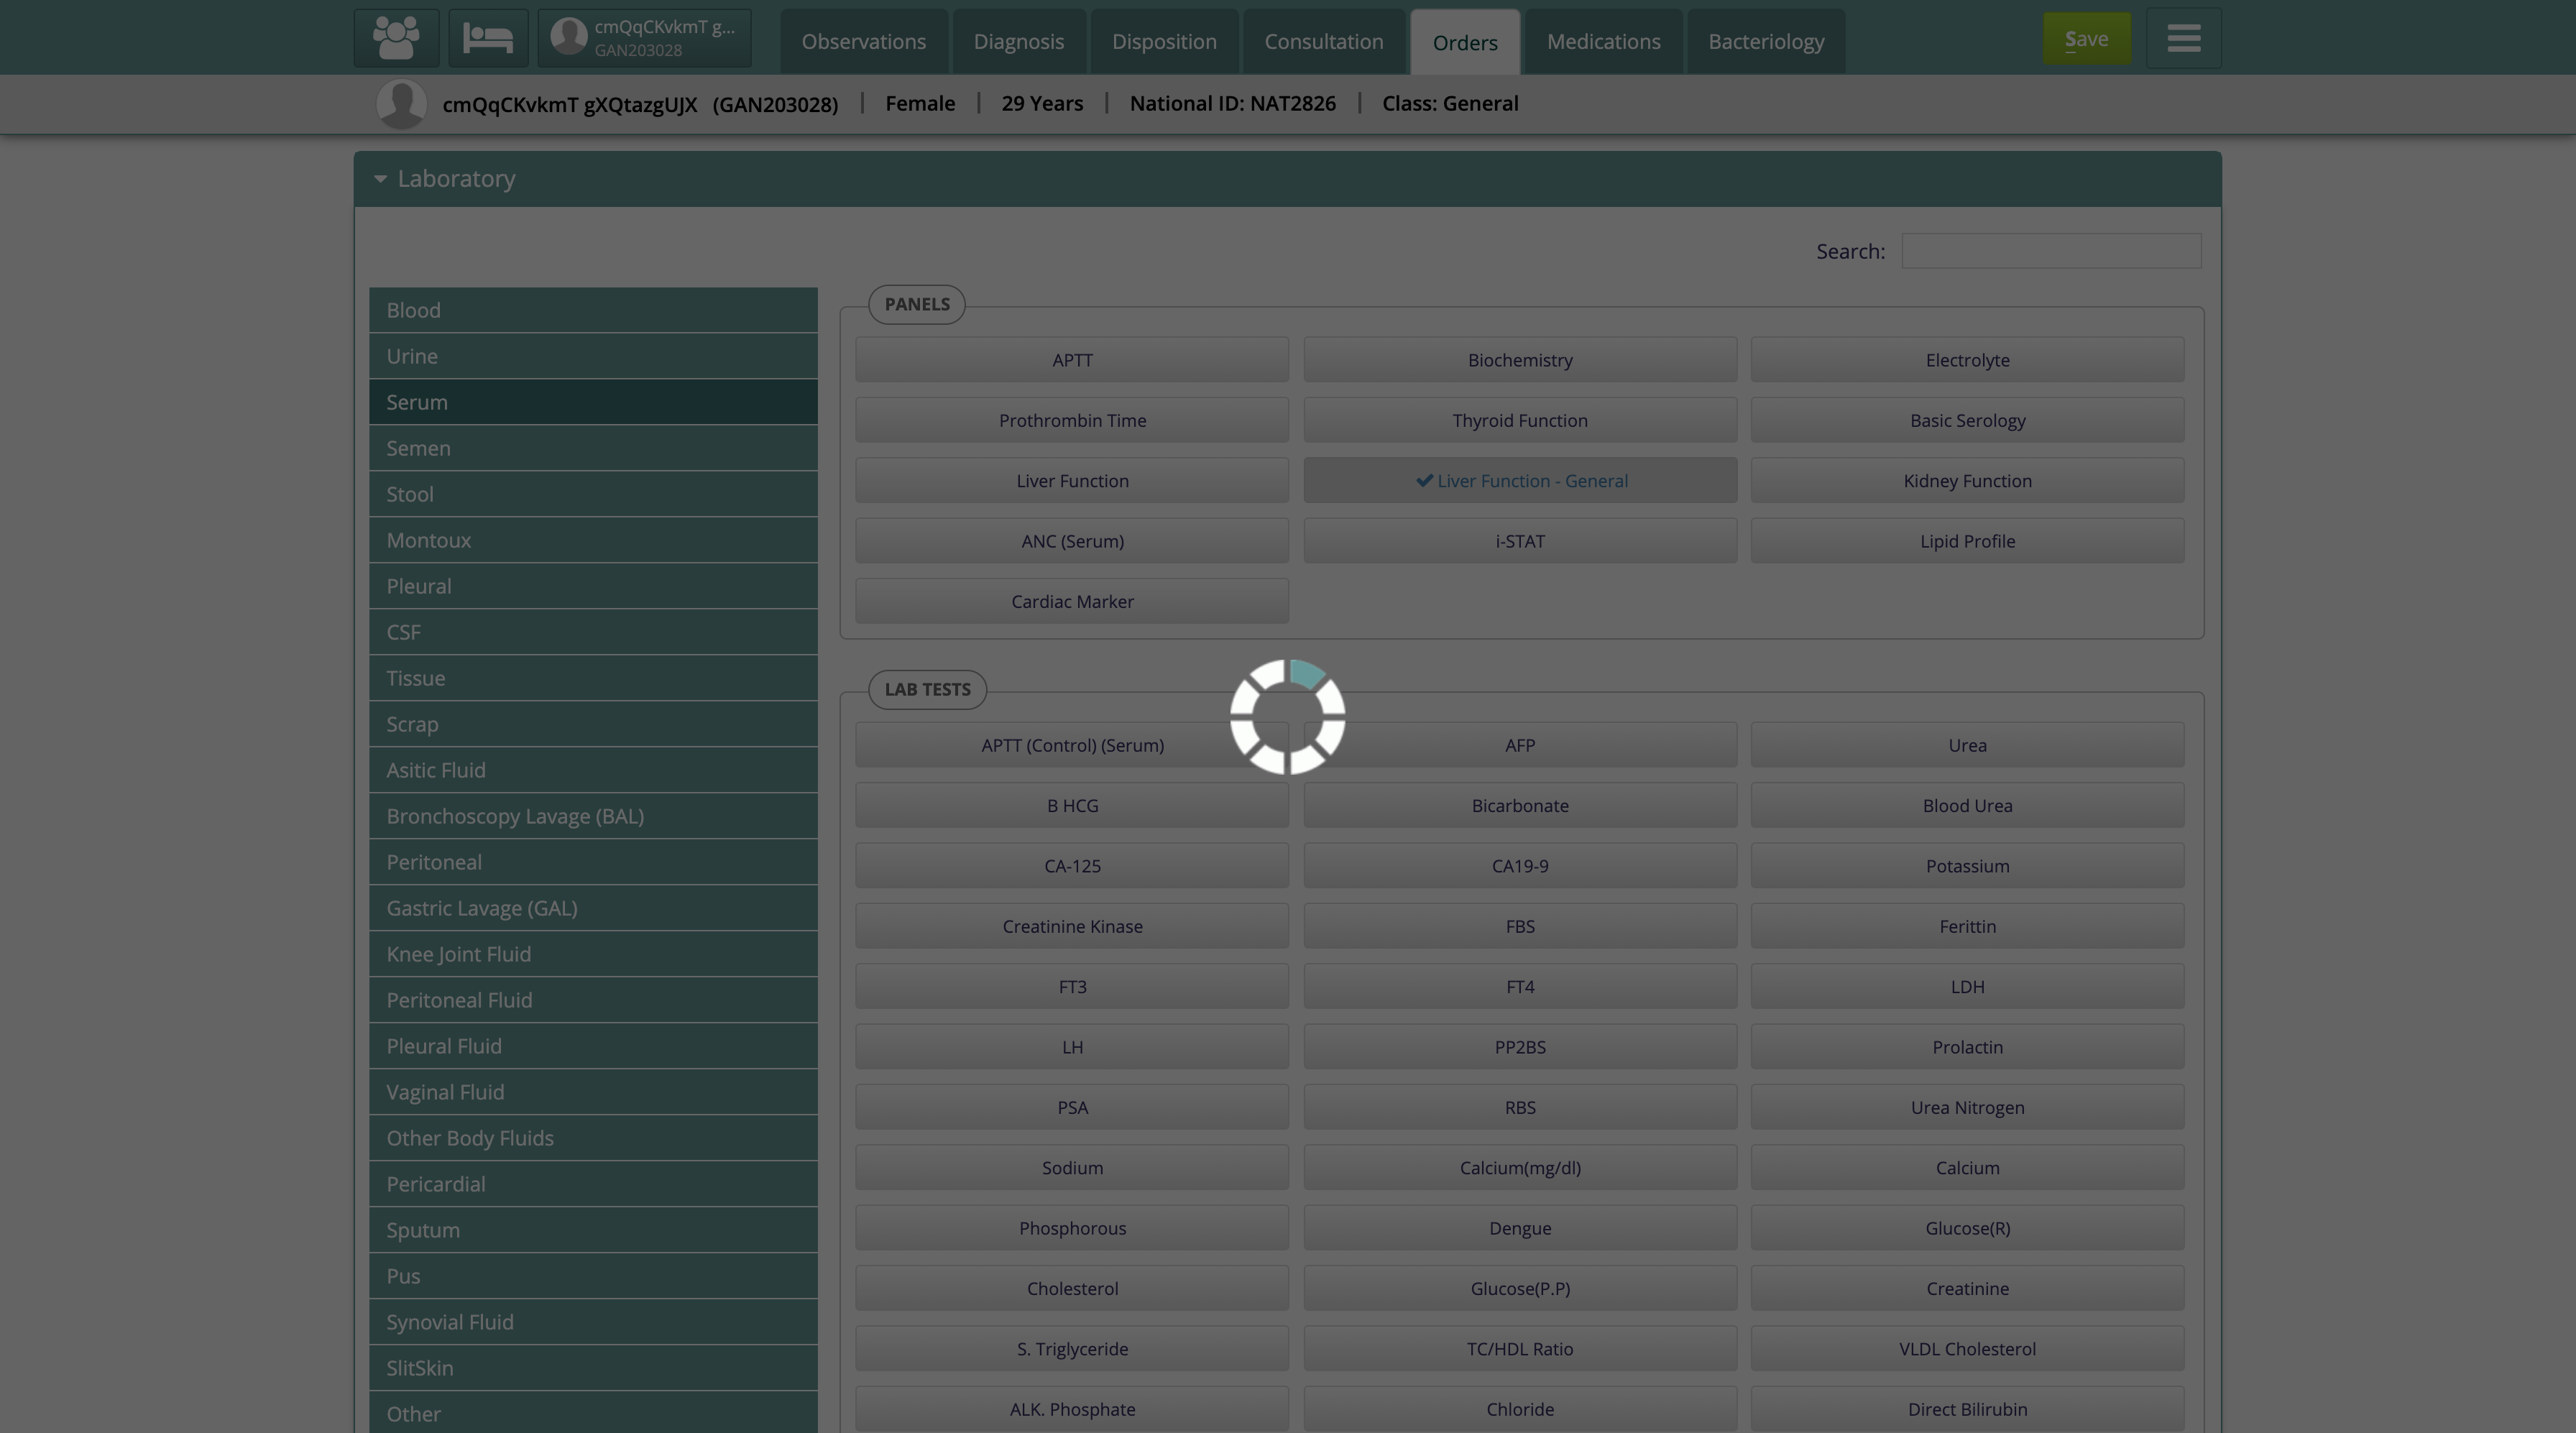 cmQqCKvkmT g...
GAN203028
Observations
Diagnosis
Disposition
Consultation
Orders
Medications
Bacteriology
Save
cmQqCKvkmT gXQtazgUJX (GAN203028) | Female | 29 Years | National ID: NAT2826 | Class: General
Laboratory
Search:
Blood
Urine
Serum
Semen
Stool
Montoux
Pleural
CSF
Tissue
Scrap
Asitic Fluid
Bronchoscopy Lavage (BAL)
Peritoneal
Gastric Lavage (GAL)
Knee Joint Fluid
Peritoneal Fluid
Pleural Fluid
Vaginal Fluid
Other Body Fluids
Pericardial
Sputum
Pus
Synovial Fluid
SlitSkin
Other
PANELS
APTT
Biochemistry
Electrolyte
Prothrombin Time
Thyroid Function
Basic Serology
Liver Function
Liver Function - General
Kidney Function
ANC (Serum)
i-STAT
Lipid Profile
Cardiac Marker
LAB TESTS
APTT (Control) (Serum)
AFP
Urea
B HCG
Bicarbonate
Blood Urea
CA-125
CA19-9
Potassium
Creatinine Kinase
FBS
Ferittin
FT3
FT4
LDH
LH
PP2BS
Prolactin
PSA
RBS
Urea Nitrogen
Sodium
Calcium(mg/dl)
Calcium
Phosphorous
Dengue
Glucose(R)
Cholesterol
Glucose(P.P)
Creatinine
S. Triglyceride
TC/HDL Ratio
VLDL Cholesterol
ALK. Phosphate
Chloride
Direct Bilirubin